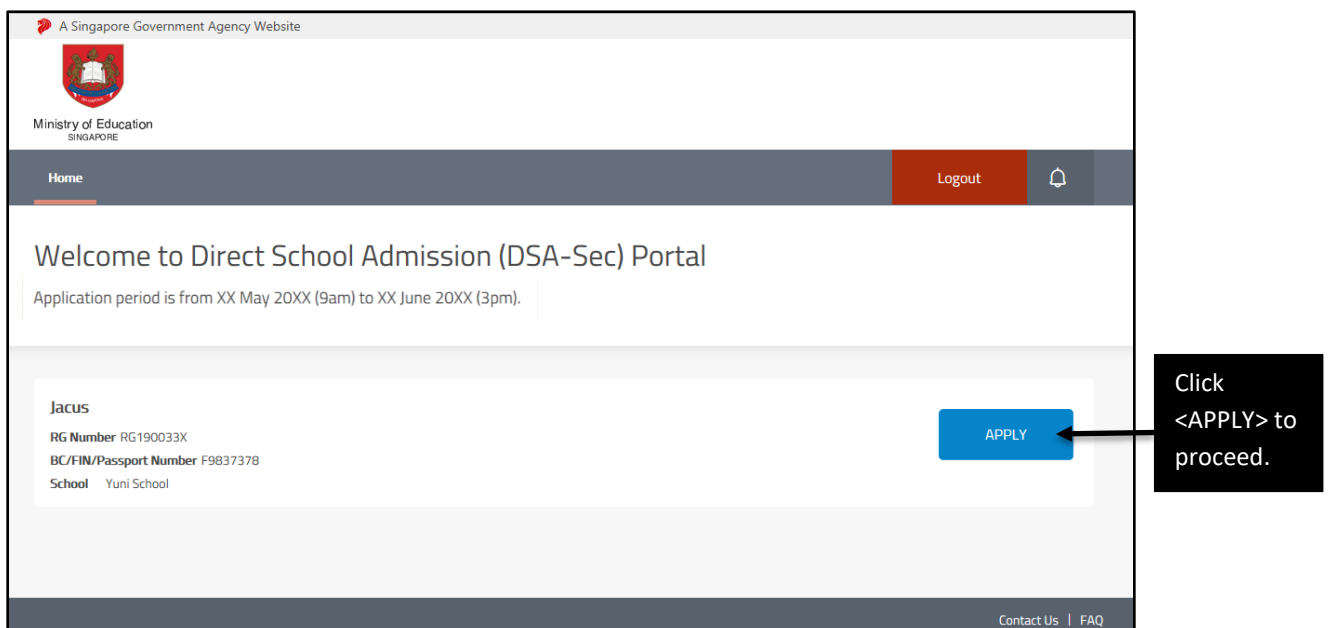 A Singapore Government Agency Website
Ministry of Education
SINGAPORE
Home
Logout
Welcome to Direct School Admission (DSA-Sec) Portal
Application period is from XX May 20XX (9am) to XX June 20XX (3pm).
Jacus
RG Number RG190033X
BC/FIN/Passport Number F9837378
School Yuni School
APPLY
Click
<APPLY> to
proceed.
Contact Us | FAQ